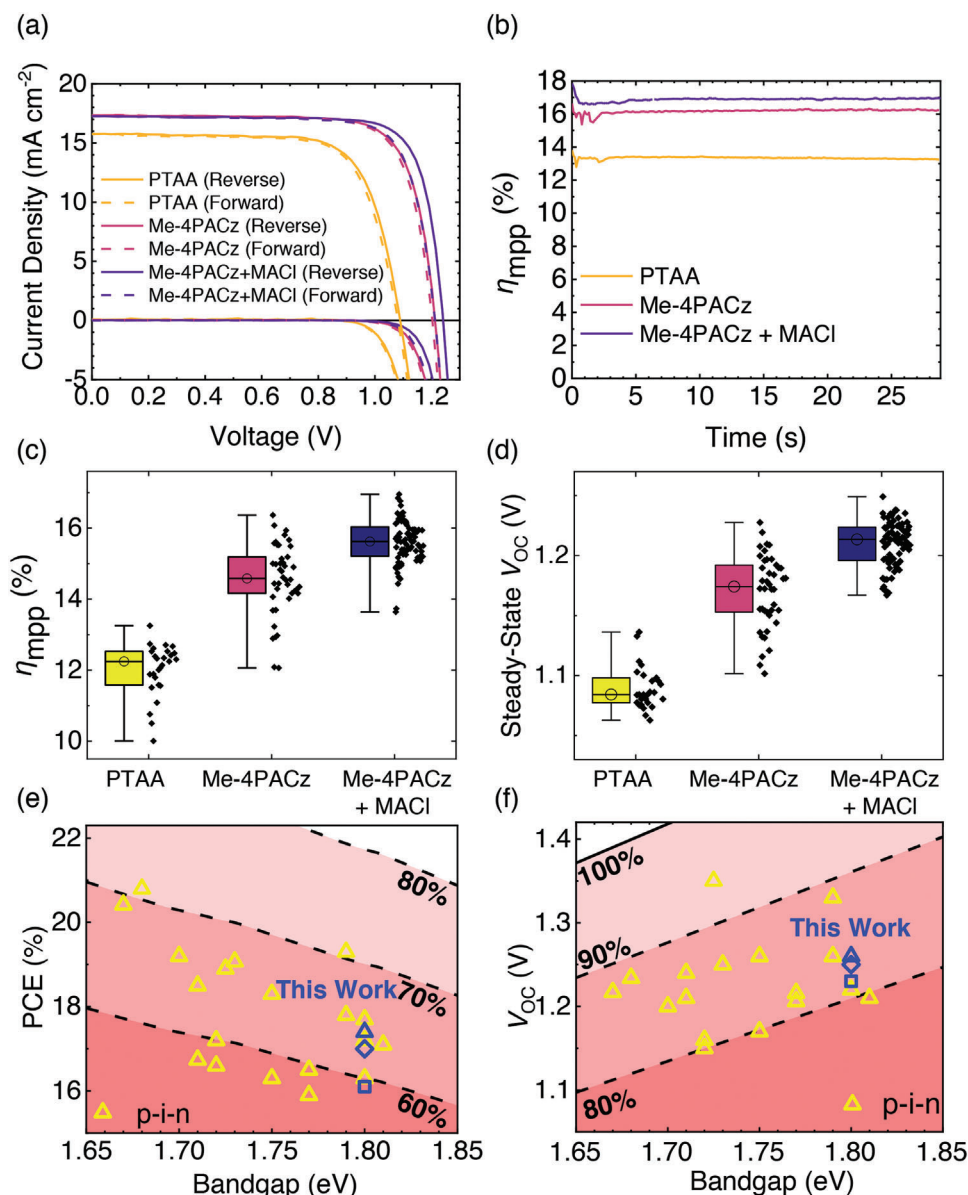 (a)
Current Density (mA cm⁻²)
20
15
10
5
0
-5
PTAA (Reverse)
PTAA (Forward)
Me-4PACz (Reverse)
Me-4PACz (Forward)
Me-4PACz+MACl (Reverse)
Me-4PACz+MACl (Forward)
0.0 0.2 0.4 0.6 0.8 1.0 1.2
Voltage (V)
(b)
ηmpp (%)
18
16
14
12
10
8
6
4
2
0
PTAA
Me-4PACz
Me-4PACz + MACl
0 5 10 15 20 25
Time (s)
(c)
ηmpp (%)
16
14
12
10
PTAA Me-4PACz Me-4PACz
+ MACl
(d)
Steady-State VOC (V)
1.2
1.1
PTAA Me-4PACz Me-4PACz
+ MACl
(e)
PCE (%)
22
20
18
16
80%
This Work
70%
60%
p-i-n
1.65 1.70 1.75 1.80 1.85
Bandgap (eV)
(f)
VOC (V)
1.4
1.3
1.2
1.1
100%
This Work
90%
80%
p-i-n
1.65 1.70 1.75 1.80 1.85
Bandgap (eV)